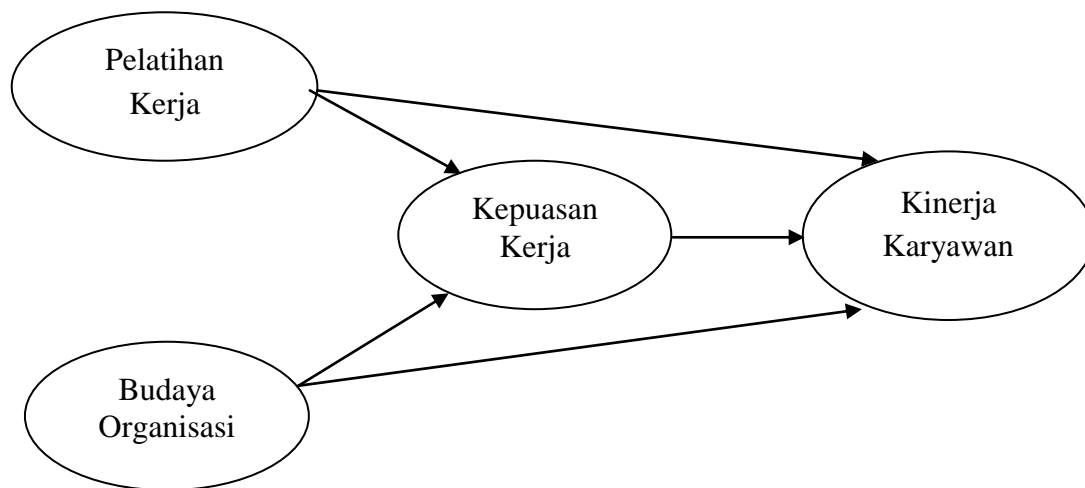 Pelatihan
Kerja
Kepuasan
Kerja
Kinerja
Karyawan
Budaya
Organisasi